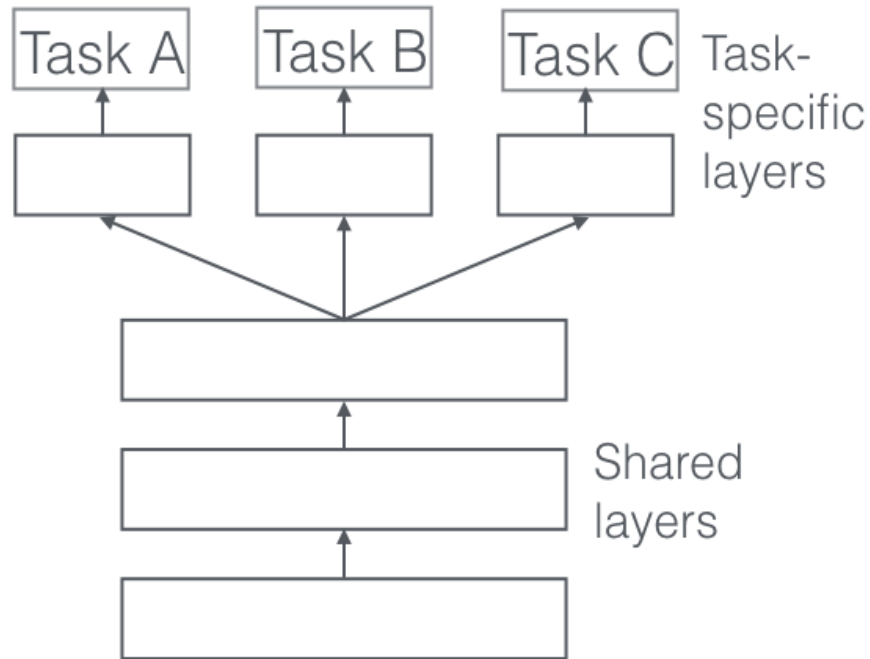 Task A
Task B
Task C
Task-
specific
layers
Shared
layers